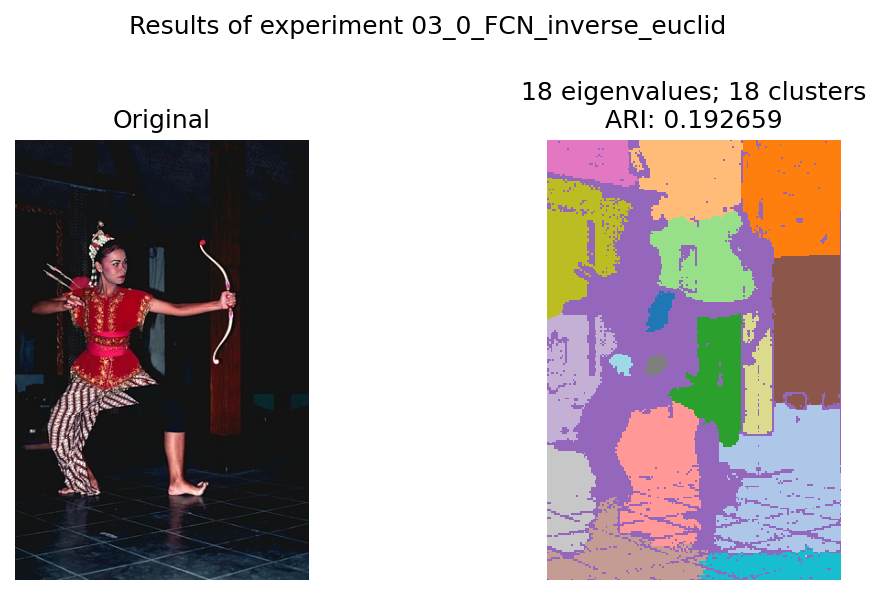 Results of experiment 03_0_FCN_inverse_euclid
Original
18 eigenvalues; 18 clusters
ARI: 0.192659